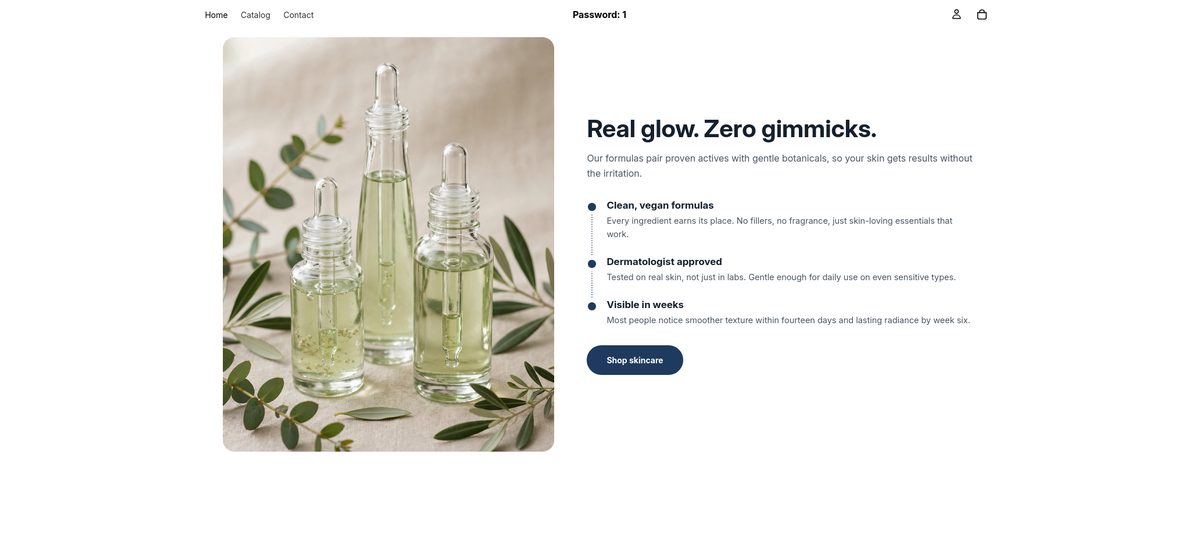 Home Catalog Contact
Password: 1
Real glow. Zero gimmicks.
Our formulas pair proven actives with gentle botanicals, so your skin gets results without
the irritation.
Clean, vegan formulas
Every ingredient earns its place. No fillers, no fragrance, just skin-loving essentials that
work.
Dermatologist approved
Tested on real skin, not just in labs. Gentle enough for daily use on even sensitive types.
Visible in weeks
Most people notice smoother texture within fourteen days and lasting radiance by week six.
Shop skincare